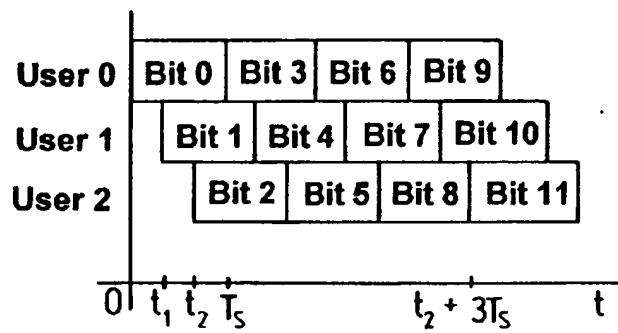 User 0 Bit 0 Bit 3 Bit 6 Bit 9
User 1 Bit 1 Bit 4 Bit 7 Bit 10
User 2 Bit 2 Bit 5 Bit 8 Bit 11
0 t₁ t₂ Tₛ t₂ + 3Tₛ t